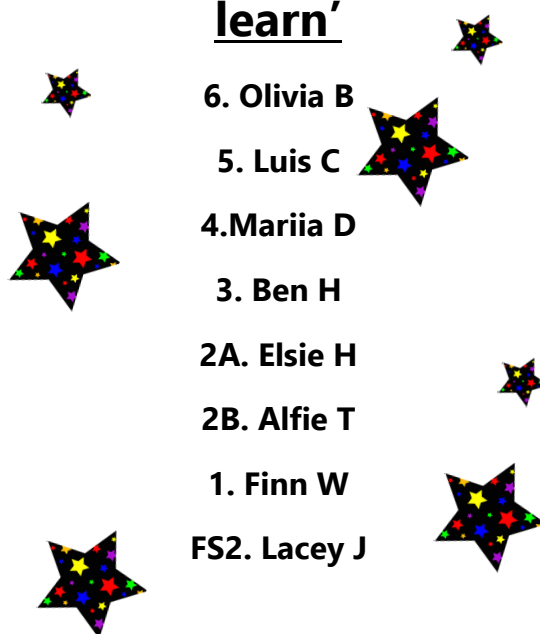 learn’
6. Olivia B
5. Luis C
4.Mariia D
3. Ben H
2A. Elsie H
2B. Alfie T
1. Finn W
FS2. Lacey J